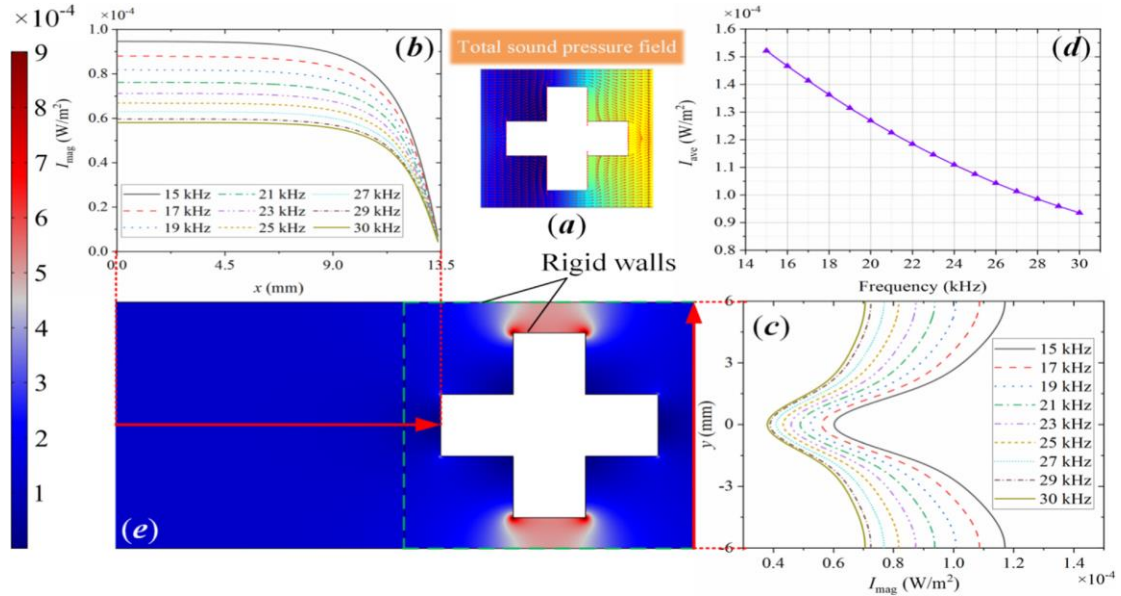 ×10⁻⁴
9
8
7
6
5
4
3
2
1
×10⁻⁴
1.0
0.8
0.6
0.4
0.2
0.0
I_mag (W/m²)
(b)
15 kHz
17 kHz
19 kHz
21 kHz
23 kHz
25 kHz
27 kHz
29 kHz
30 kHz
0.0
4.5
9.0
13.5
x (mm)
Total sound pressure field
(a)
×10⁻⁴
1.6
1.5
1.4
1.3
1.2
1.1
1.0
0.9
0.8
I_ave (W/m²)
(d)
14 16 18 20 22 24 26 28 30
Frequency (kHz)
Rigid walls
(e)
6
3
0
-3
-6
y (mm)
(c)
15 kHz
17 kHz
19 kHz
21 kHz
23 kHz
25 kHz
27 kHz
29 kHz
30 kHz
0.4 0.6 0.8 1.0 1.2 1.4
I_mag (W/m²)
×10⁻⁴